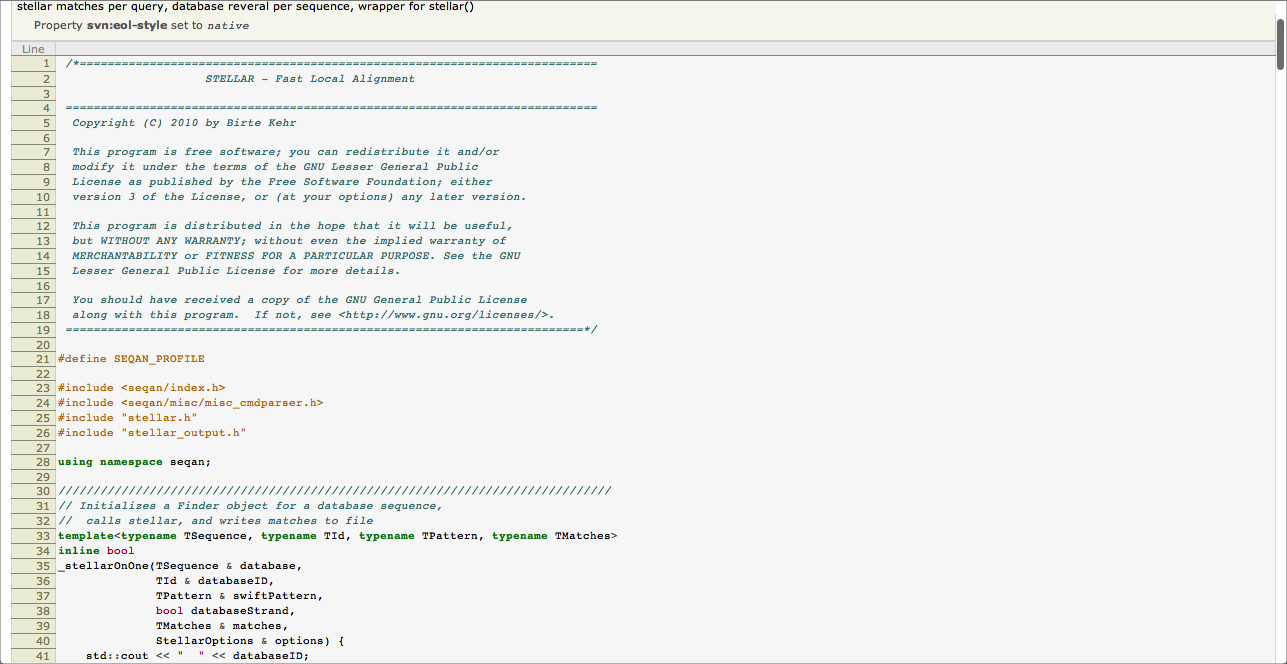 stellar matches per query, database reveral per sequence, wrapper for stellar()
Property svn:eol-style set to native
Line
1 /*==========================================================================
2 STELLAR - Fast Local Alignment
3
4 ============================================================================
5 Copyright (C) 2010 by Birte Kehr
6
7 This program is free software; you can redistribute it and/or
8 modify it under the terms of the GNU Lesser General Public
9 License as published by the Free Software Foundation; either
10 version 3 of the License, or (at your options) any later version.
11
12 This program is distributed in the hope that it will be useful,
13 but WITHOUT ANY WARRANTY; without even the implied warranty of
14 MERCHANTABILITY or FITNESS FOR A PARTICULAR PURPOSE. See the GNU
15 Lesser General Public License for more details.
16
17 You should have received a copy of the GNU General Public License
18 along with this program.  If not, see <http://www.gnu.org/licenses/>.
19 ==========================================================================*/
20
21 #define SEQAN_PROFILE
22
23 #include <seqan/index.h>
24 #include <seqan/misc/misc_cmdparser.h>
25 #include "stellar.h"
26 #include "stellar_output.h"
27
28 using namespace seqan;
29
30 ///////////////////////////////////////////////////////////////////////////////
31 // Initializes a Finder object for a database sequence,
32 //  calls stellar, and writes matches to file
33 template<typename TSequence, typename TId, typename TPattern, typename TMatches>
34 inline bool
35 _stellarOnOne(TSequence & database,
36 TId & databaseID,
37 TPattern & swiftPattern,
38 bool databaseStrand,
39 TMatches & matches,
40 StellarOptions & options) {
41 std::cout << "  " << databaseID;